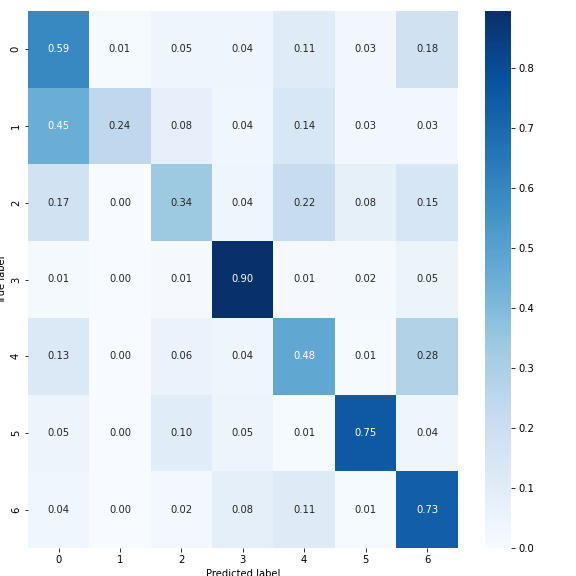 0 0.59 0.01 0.05 0.04 0.11 0.03 0.18
1 0.45 0.24 0.08 0.04 0.14 0.03 0.03
2 0.17 0.00 0.34 0.04 0.22 0.08 0.15
3 0.01 0.00 0.01 0.90 0.01 0.02 0.05
4 0.13 0.00 0.06 0.04 0.48 0.01 0.28
5 0.05 0.00 0.10 0.05 0.01 0.75 0.04
6 0.04 0.00 0.02 0.08 0.11 0.01 0.73
0 1 2 3 4 5 6
Predicted label
True label
0.8
0.7
0.6
0.5
0.4
0.3
0.2
0.1
0.0